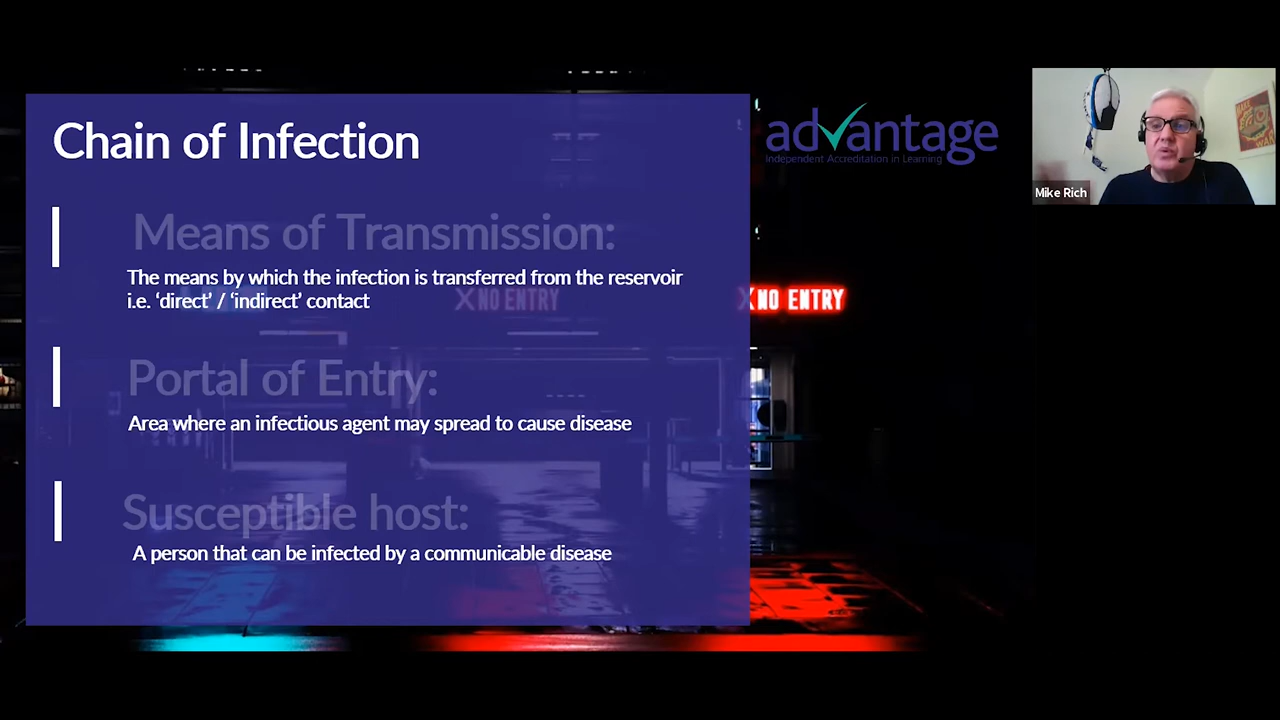 Chain of Infection
Means of Transmission:
The means by which the infection is transferred from the reservoir
i.e. ‘direct’ / ‘indirect’ contact
Portal of Entry:
Area where an infectious agent may spread to cause disease
Susceptible host:
A person that can be infected by a communicable disease
advantage
Independent Accreditation in Learning
X NO ENTRY
X NO ENTRY
Mike Rich